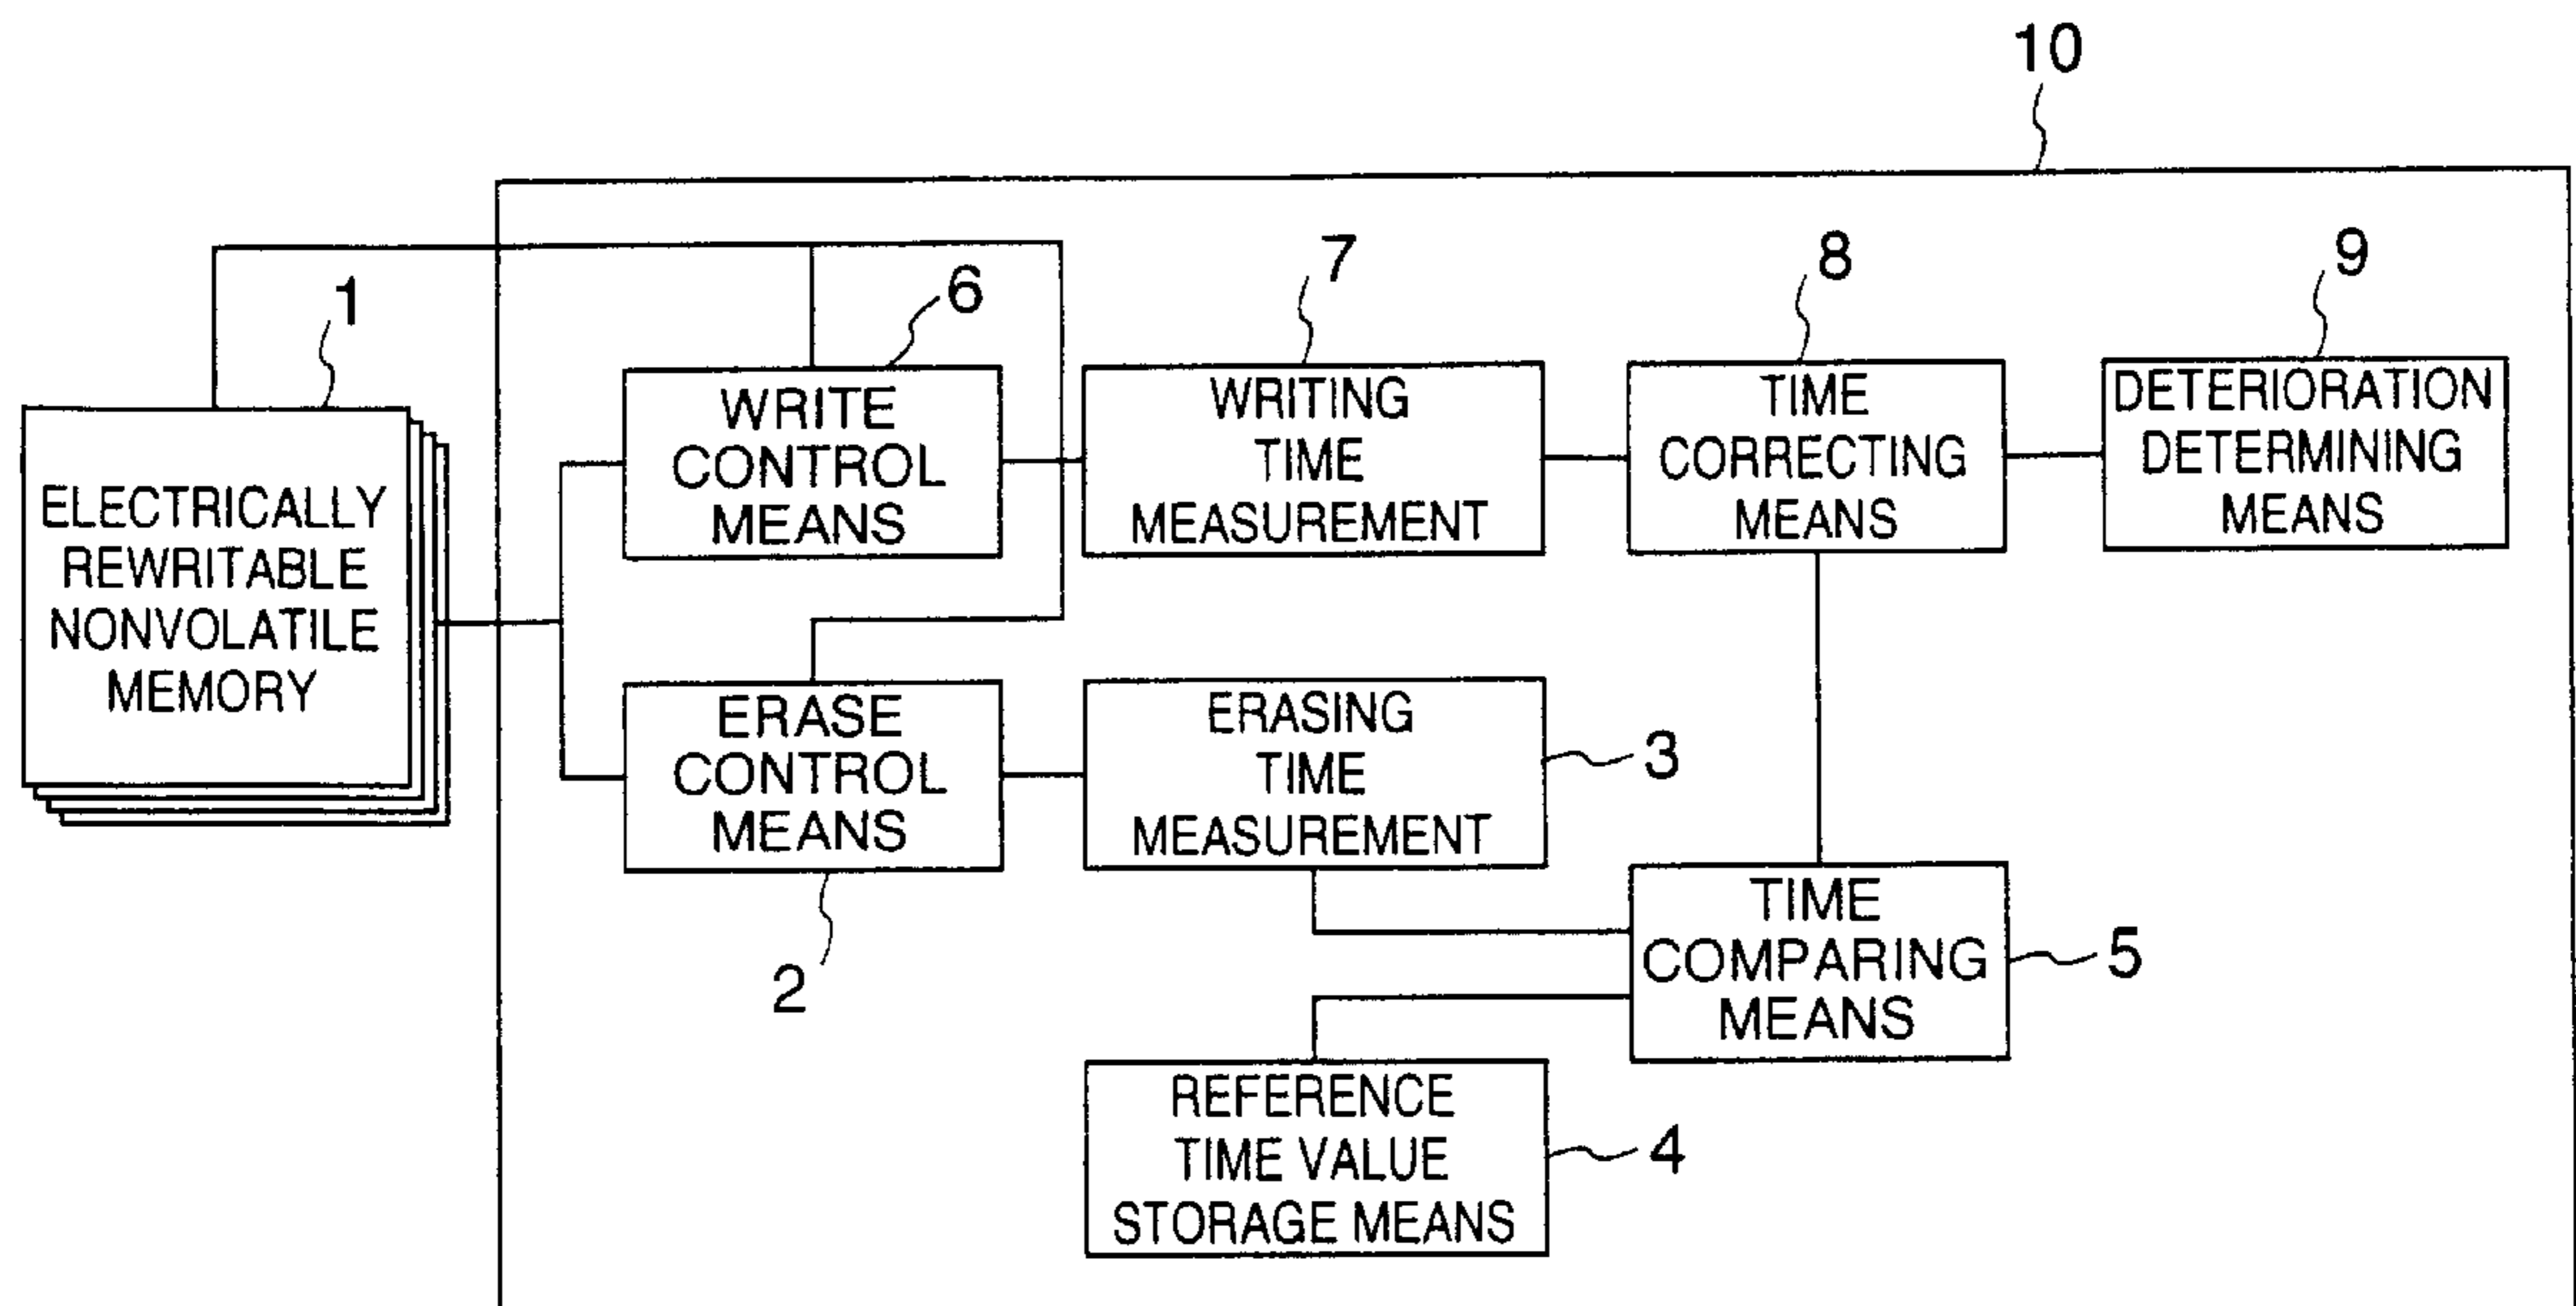 10
1
ELECTRICALLY
REWRITABLE
NONVOLATILE
MEMORY
6
WRITE
CONTROL
MEANS
7
WRITING
TIME
MEASUREMENT
8
TIME
CORRECTING
MEANS
9
DETERIORATION
DETERMINING
MEANS
ERASE
CONTROL
MEANS
2
ERASING
TIME
MEASUREMENT
3
TIME
COMPARING
MEANS
5
REFERENCE
TIME VALUE
STORAGE MEANS
4